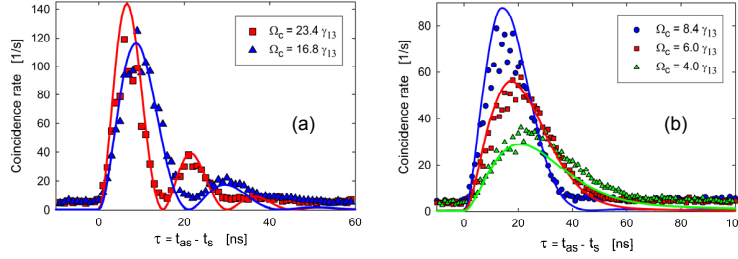 140
120
100
80
60
40
20
0
Coincidence rate [1/s]
Ω_c = 23.4 γ_13
Ω_c = 16.8 γ_13
(a)
0 20 40 60
τ = t_as - t_s [ns]
80
60
40
20
0
Coincidence rate [1/s]
Ω_c = 8.4 γ_13
Ω_c = 6.0 γ_13
Ω_c = 4.0 γ_13
(b)
0 20 40 60 80 100
τ = t_as - t_s [ns]